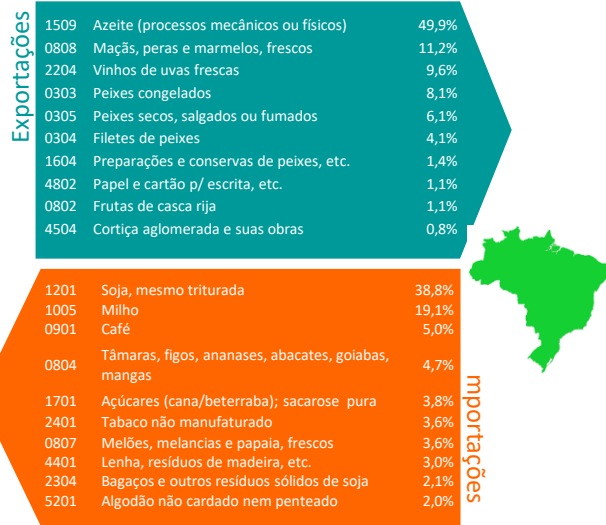 Exportações
1509 Azeite (processos mecânicos ou físicos) 49,9%
0808 Maçãs, peras e marmelos, frescos 11,2%
2204 Vinhos de uvas frescas 9,6%
0303 Peixes congelados 8,1%
0305 Peixes secos, salgados ou fumados 6,1%
0304 Filetes de peixes 4,1%
1604 Preparações e conservas de peixes, etc. 1,4%
4802 Papel e cartão p/ escrita, etc. 1,1%
0802 Frutas de casca rija 1,1%
4504 Cortiça aglomerada e suas obras 0,8%
1201 Soja, mesmo triturada 38,8%
1005 Milho 19,1%
0901 Café 5,0%
0804 Tâmaras, figos, ananases, abacates, goiabas, 4,7%
mangas
1701 Açúcares (cana/beterraba); sacarose pura 3,8%
2401 Tabaco não manufaturado 3,6%
0807 Melões, melancias e papaia, frescos 3,6%
4401 Lenha, resíduos de madeira, etc. 3,0%
2304 Bagaços e outros resíduos sólidos de soja 2,1%
5201 Algodão não cardado nem penteado 2,0%
mportações